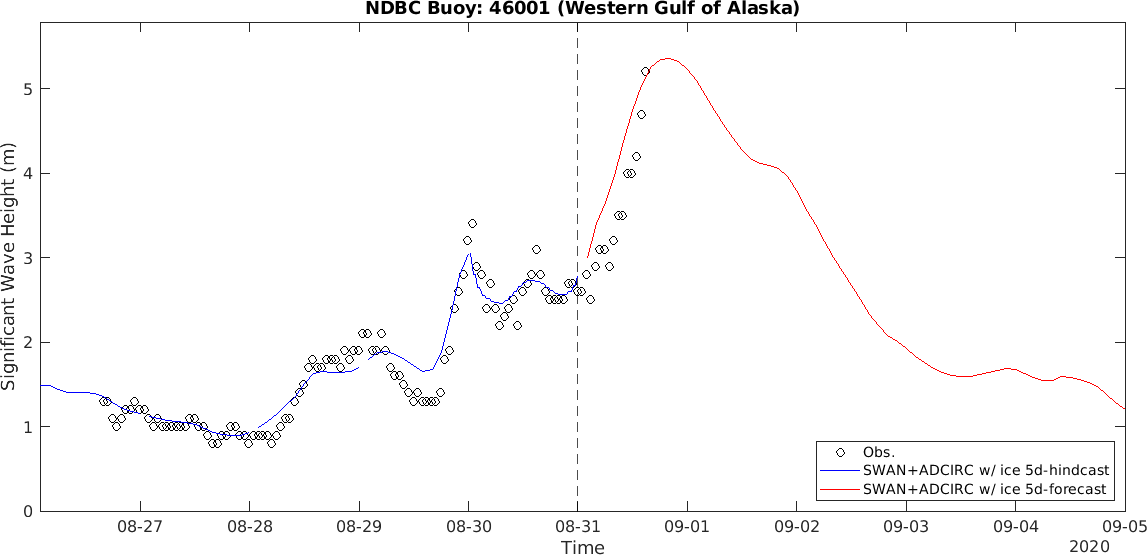 NDBC Buoy: 46001 (Western Gulf of Alaska)
Significant Wave Height (m)
5
4
3
2
1
0
Obs.
SWAN+ADCIRC w/ ice 5d-hindcast
SWAN+ADCIRC w/ ice 5d-forecast
08-27 08-28 08-29 08-30 08-31 09-01 09-02 09-03 09-04 09-05
Time
2020